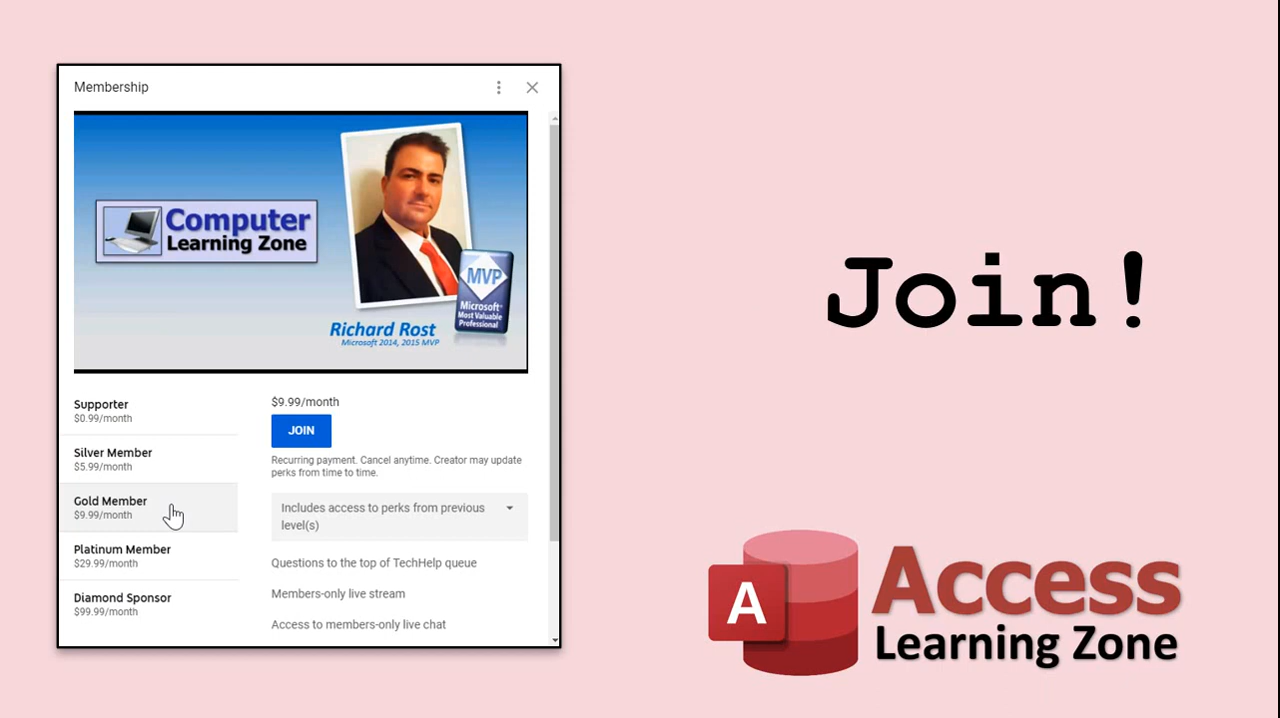 Membership
Computer
Learning Zone
MVP
Microsoft®
Most Valuable
Professional
Richard Rost
Microsoft 2014, 2015 MVP
Supporter
$0.99/month
Silver Member
$5.99/month
Gold Member
$9.99/month
Platinum Member
$29.99/month
Diamond Sponsor
$99.99/month
$9.99/month
JOIN
Recurring payment. Cancel anytime. Creator may update
perks from time to time.
Includes access to perks from previous
level(s)
Questions to the top of TechHelp queue
Members-only live stream
Access to members-only live chat
Join!
A
Access
Learning Zone